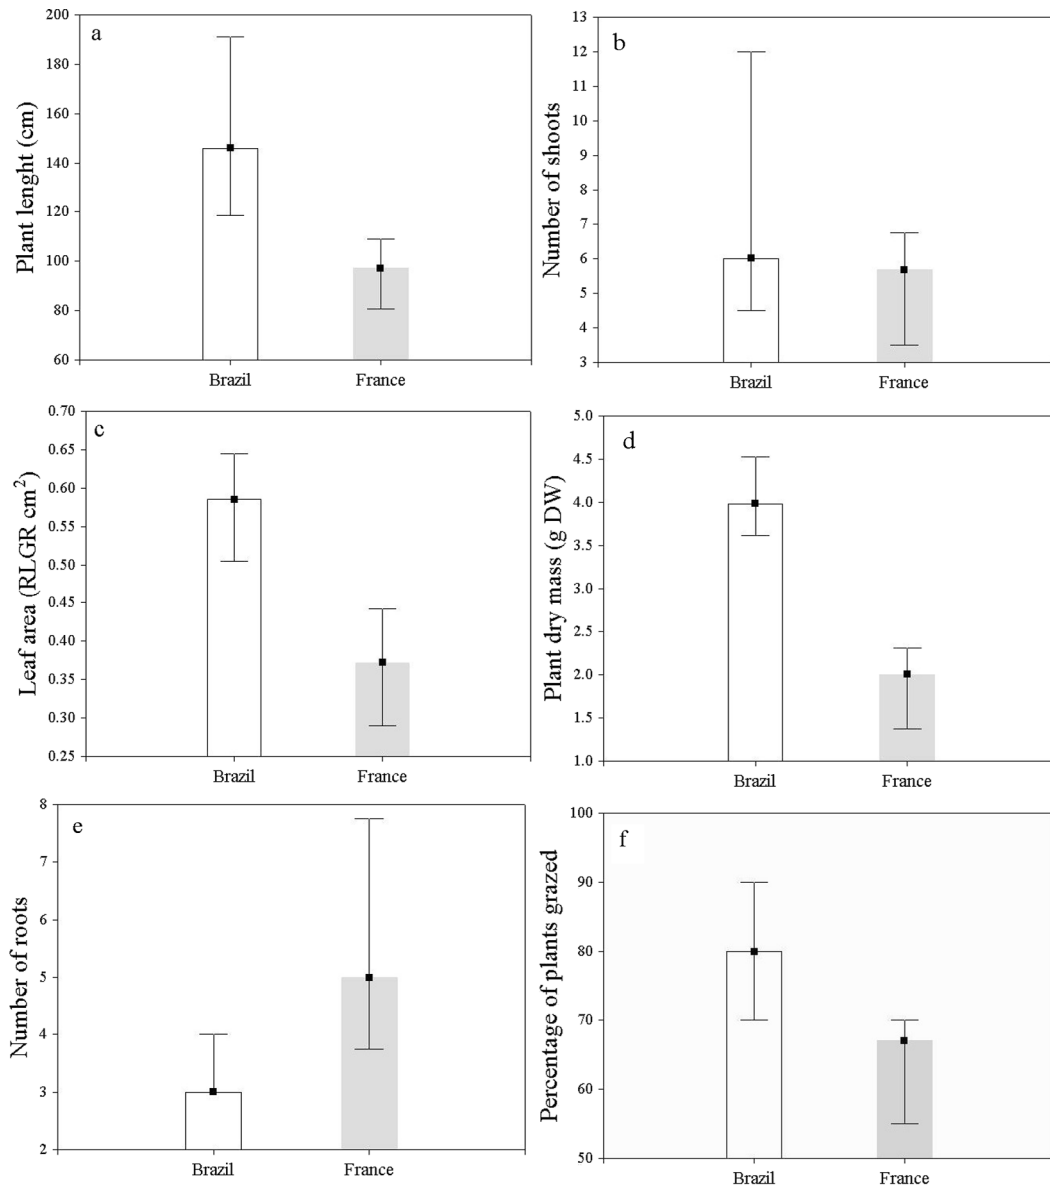 a
Plant lenght (cm)
200
180
160
140
120
100
80
60
Brazil
France
b
Number of shoots
13
12
11
10
9
8
7
6
5
4
3
Brazil
France
c
Leaf area (RLGR cm²)
0.70
0.65
0.60
0.55
0.50
0.45
0.40
0.35
0.30
0.25
Brazil
France
d
Plant dry mass (g DW)
5.0
4.5
4.0
3.5
3.0
2.5
2.0
1.5
1.0
Brazil
France
e
Number of roots
8
7
6
5
4
3
2
Brazil
France
f
Percentage of plants grazed
100
90
80
70
60
50
Brazil
France